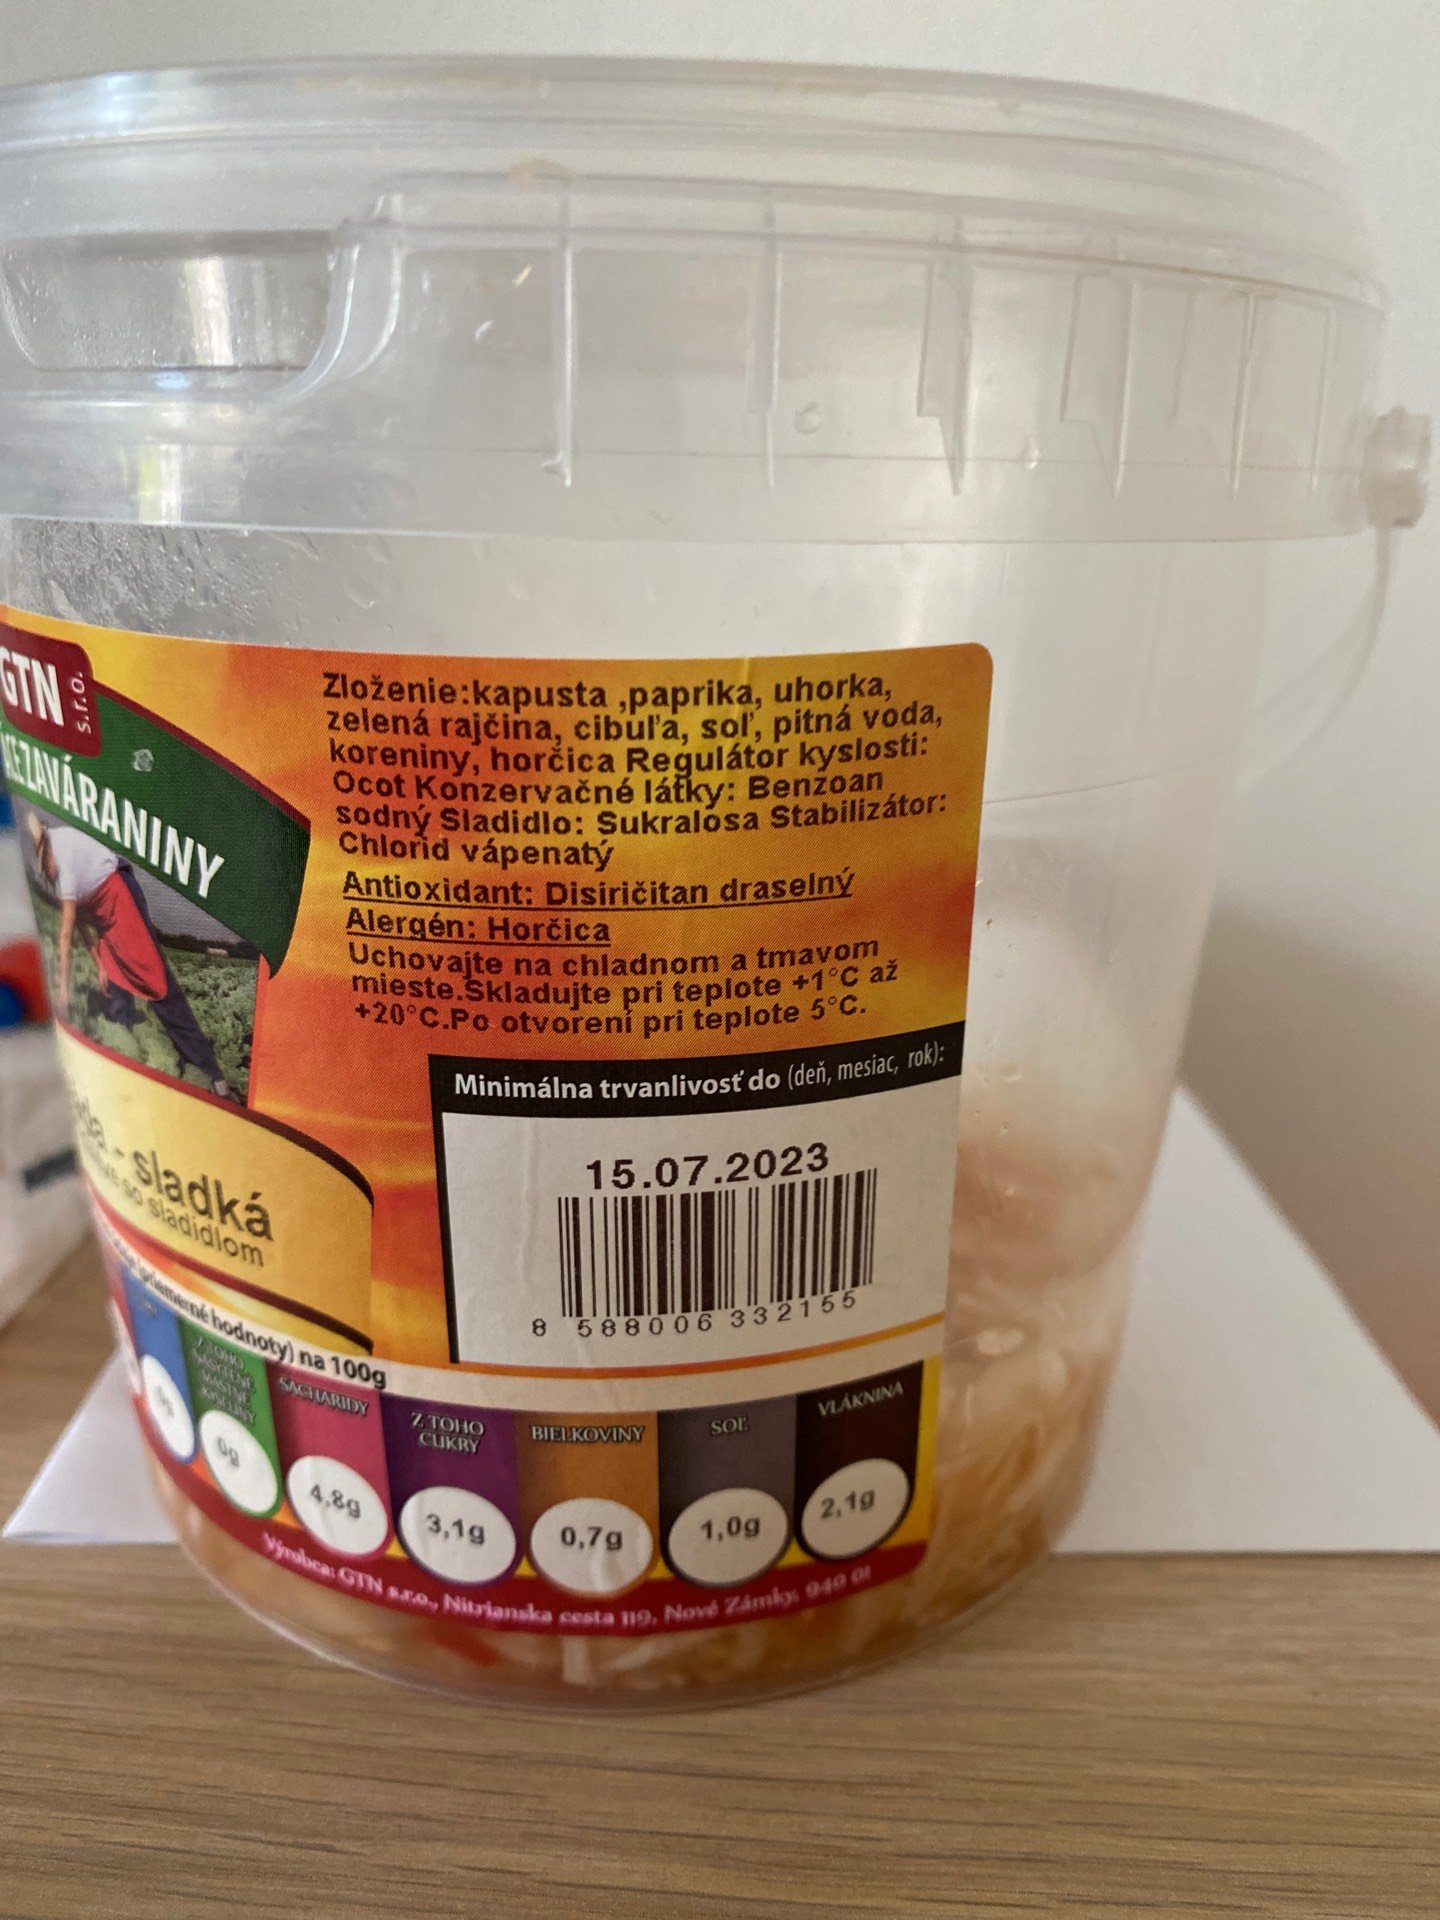 GTN
s.r.o.
ZAVÁRANINY
Zloženie:kapusta ,paprika, uhorka,
zelená rajčina, cibuľa, soľ, pitná voda,
koreniny, horčica Regulátor kyslosti:
Ocot Konzervačné látky: Benzoan
sodný Sladidlo: Sukralosa Stabilizátor:
Chlorid vápenatý
Antioxidant: Disiričitan draselný
Alergén: Horčica
Uchovajte na chladnom a tmavom
mieste.Skladujte pri teplote +1°C až
+20°C.Po otvorení pri teplote 5°C.
Minimálna trvanlivosť do (deň, mesiac, rok):
15.07.2023
8 588006 332155
- sladká
so sladidlom
hodnoty) na 100g
Z TOHO NASÝTENÉ MASTNÉ KYSELINY
0g
SACHARIDY
4,8g
Z TOHO CUKRY
3,1g
BIELKOVINY
0,7g
SOĽ
1,0g
VLÁKNINA
2,1g
Výrobca: GTN s.r.o., Nitrianska cesta 119, Nové Zámky, 940 01